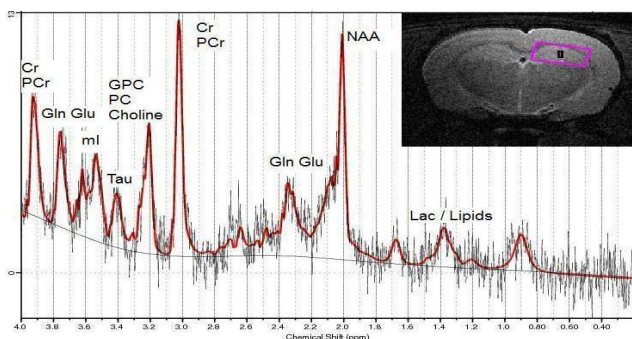 13
Cr
PCr
NAA
Cr
PCr
GPC
PC
Choline
Gln Glu
mI
Tau
Gln Glu
Lac / Lipids
0
4.0 3.8 3.6 3.4 3.2 3.0 2.8 2.6 2.4 2.2 2.0 1.8 1.6 1.4 1.2 1.0 0.80 0.60 0.40
Chemical Shift (ppm)